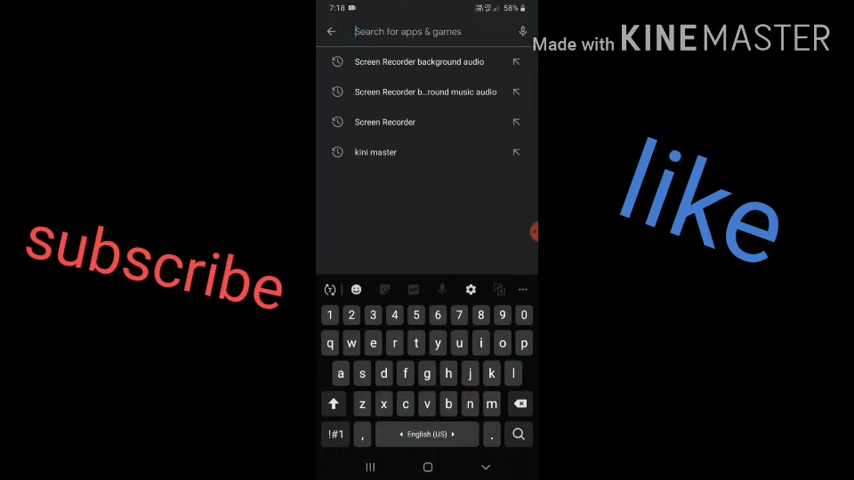 7:18
58%
Search for apps & games
Made with KINEMASTER
Screen Recorder background audio
Screen Recorder b...round music audio
Screen Recorder
kini master
like
subscribe
1 2 3 4 5 6 7 8 9 0
q w e r t y u i o p
a s d f g h j k l
z x c v b n m
!#1 , English (US) .